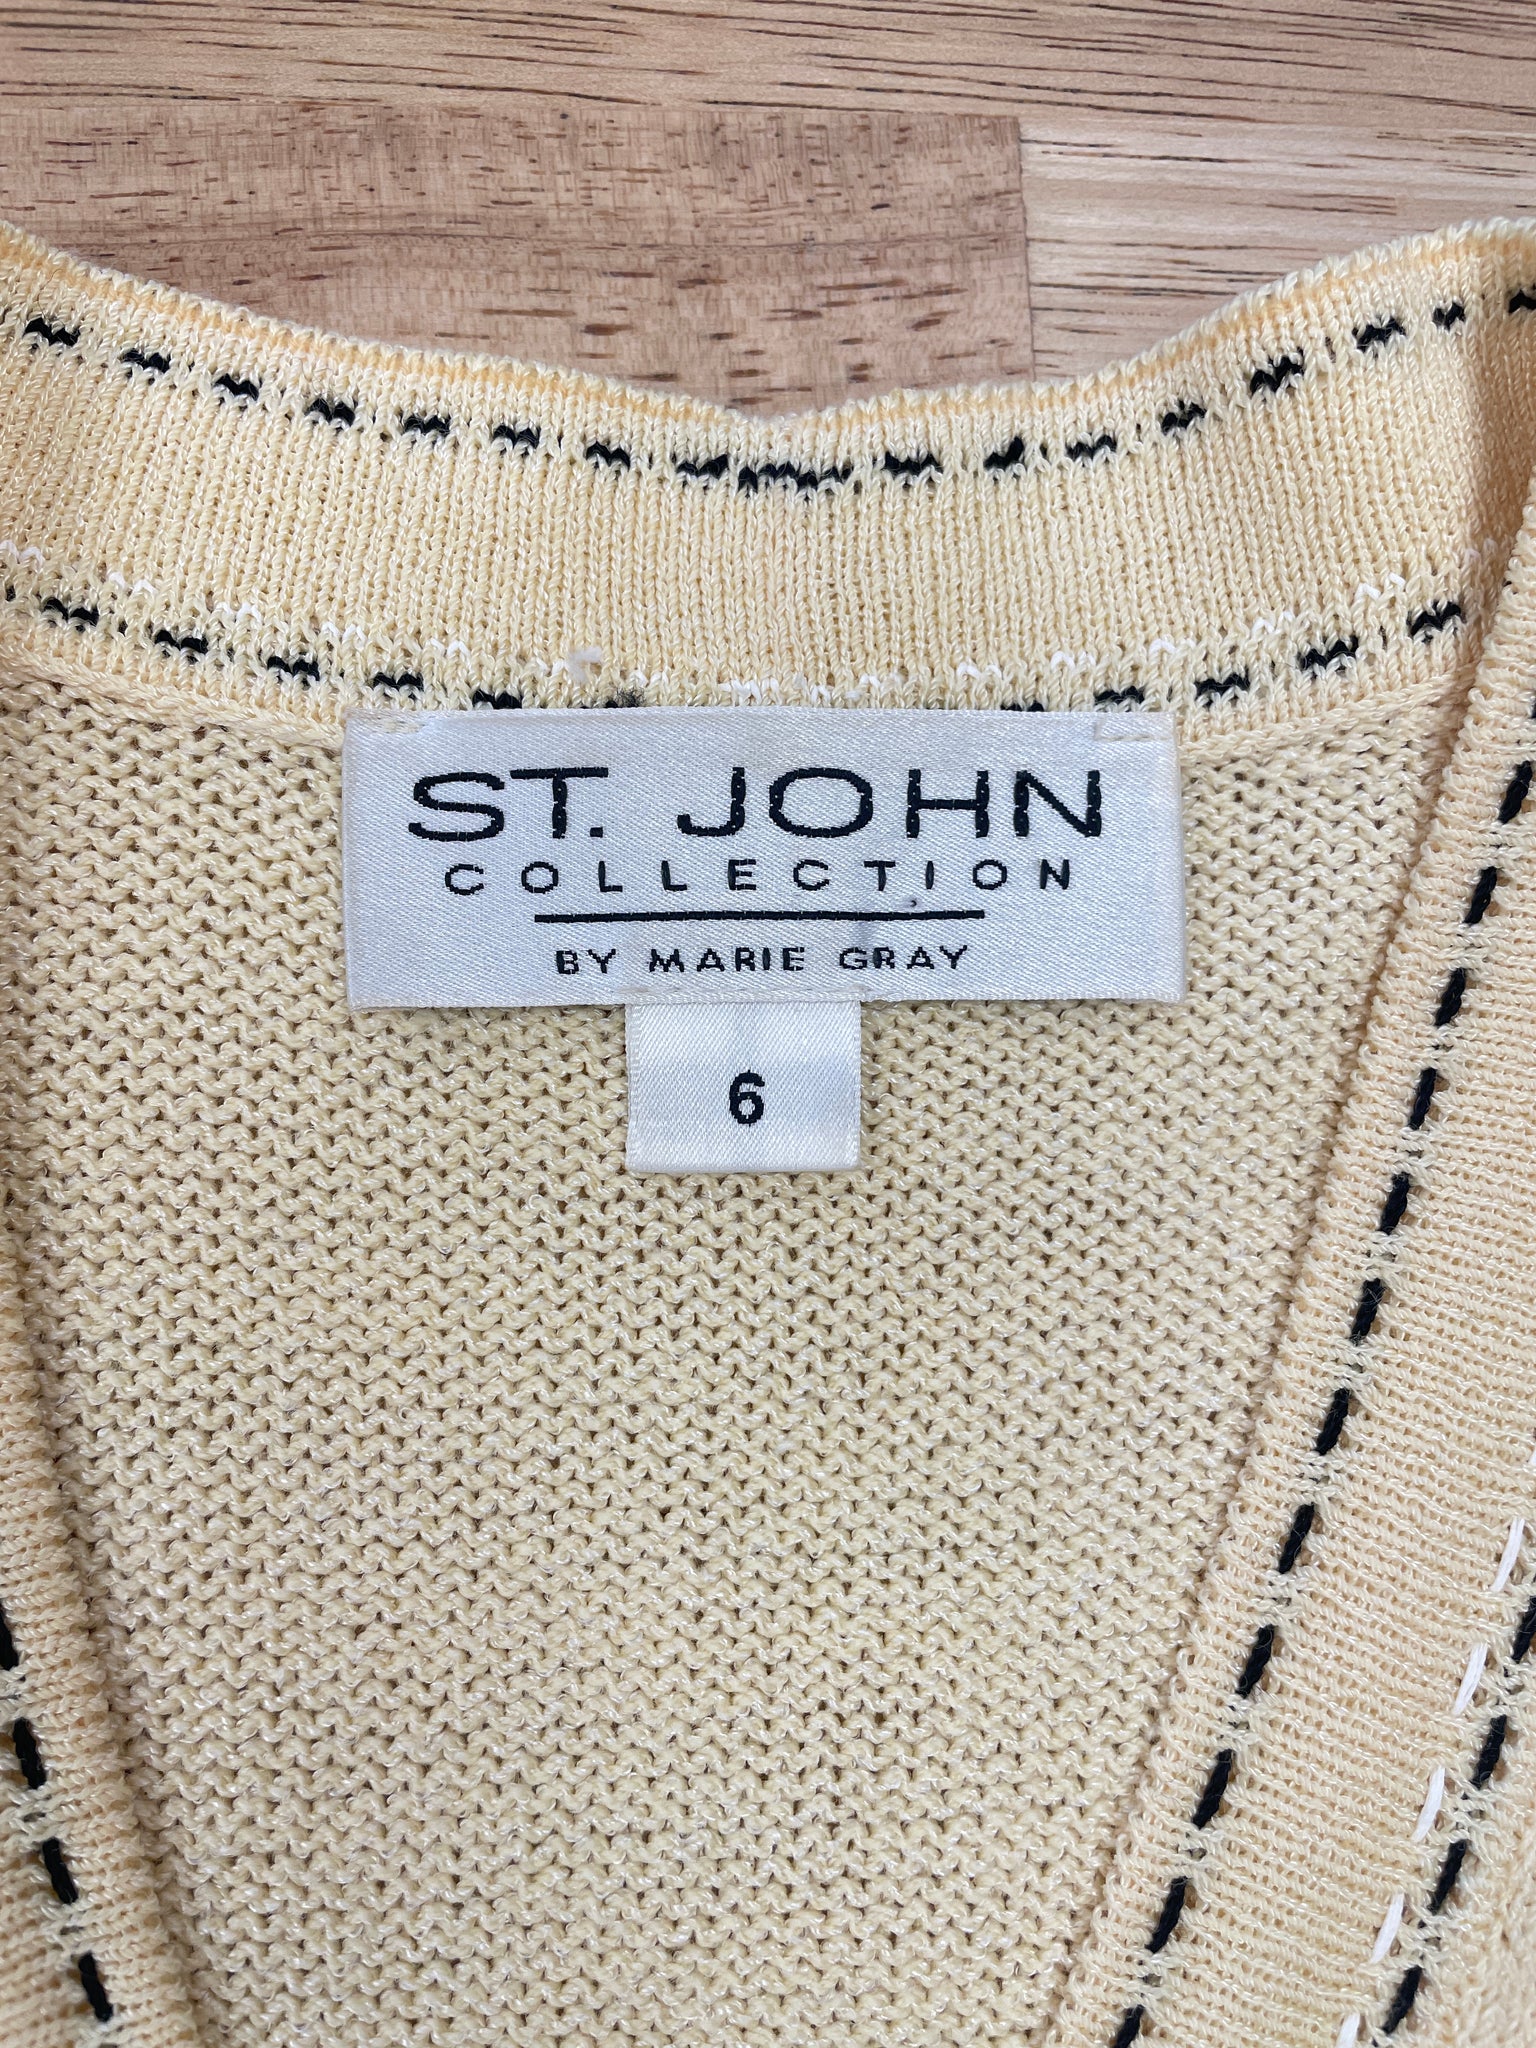 ST. JOHN
COLLECTION
BY MARIE GRAY
6